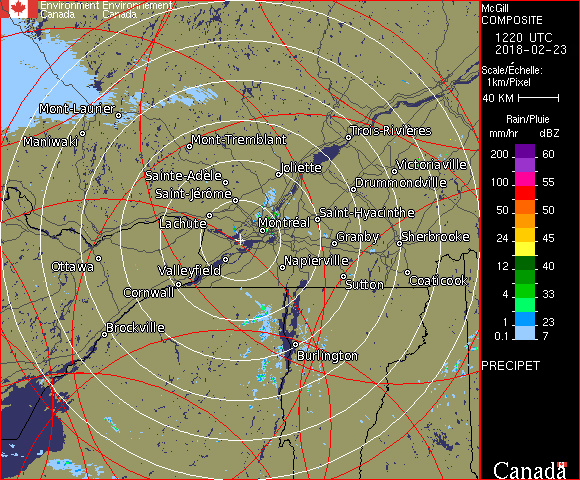 Environment Environnement
Canada Canada
McGill
COMPOSITE
1220 UTC
2018-02-23
Scale/Échelle:
1km/Pixel
40 KM
Rain/Pluie
mm/hr dBZ
200 60
100 55
50 50
24 45
12 40
4 33
1 23
0.1 7
PRECIPET
Canada
Mont-Laurier
Maniwaki
Mont-Tremblant
Trois-Rivières
Sainte-Adèle
Joliette
Victoriaville
Saint-Jérôme
Drummondville
Lachute
Montréal
Saint-Hyacinthe
Granby
Sherbrooke
Ottawa
Valleyfield
Napierville
Cornwall
Sutton
Coaticook
Brockville
Burlington